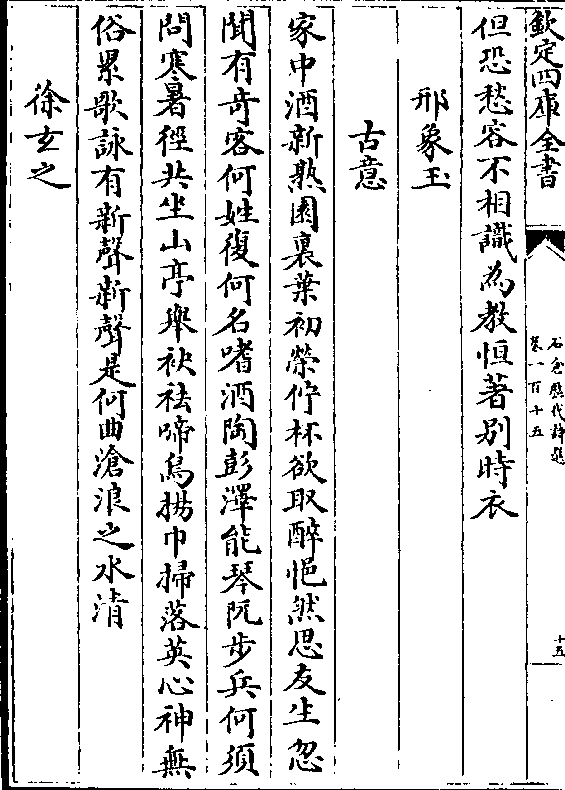 欽定四庫全書
石倉歷代詩選
卷一百十五
十五
但恐愁容不相識為教恒著別時衣
邢象玉
古意
家中酒新熟園裏葉初榮佇杯欲取醉悒然思友生忽
聞有奇客何姓復何名嗜酒陶彭澤能琴阮步兵何須
問寒暑徑共坐山亭舉袂祛啼鳥揚巾掃落英心神無
俗累歌詠有新聲新聲是何曲滄浪之水清
徐玄之